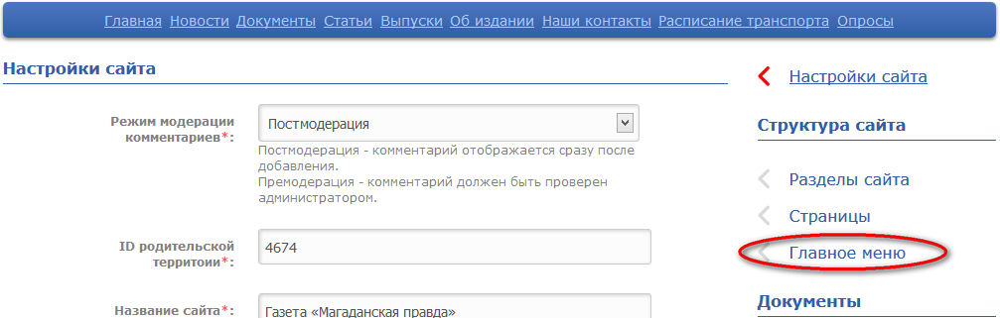 Главная Новости Документы Статьи Выпуски Об издании Наши контакты Расписание транспорта Опросы
Настройки сайта
Режим модерации
комментариев*:
Постмодерация
Постмодерация - комментарий отображается сразу после
добавления.
Премодерация - комментарий должен быть проверен
администратором.
ID родительской
территоии*:
4674
Название сайта*:
Газета «Магаданская правда»
Настройки сайта
Структура сайта
Разделы сайта
Страницы
Главное меню
Документы